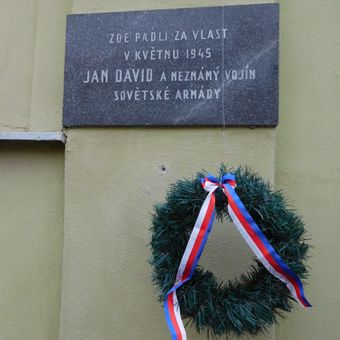 ZDE PADLI ZA VLAST
V KVĚTNU 1945
JAN DAVID A NEZNÁMÝ VOJÍN
SOVĚTSKÉ ARMÁDY